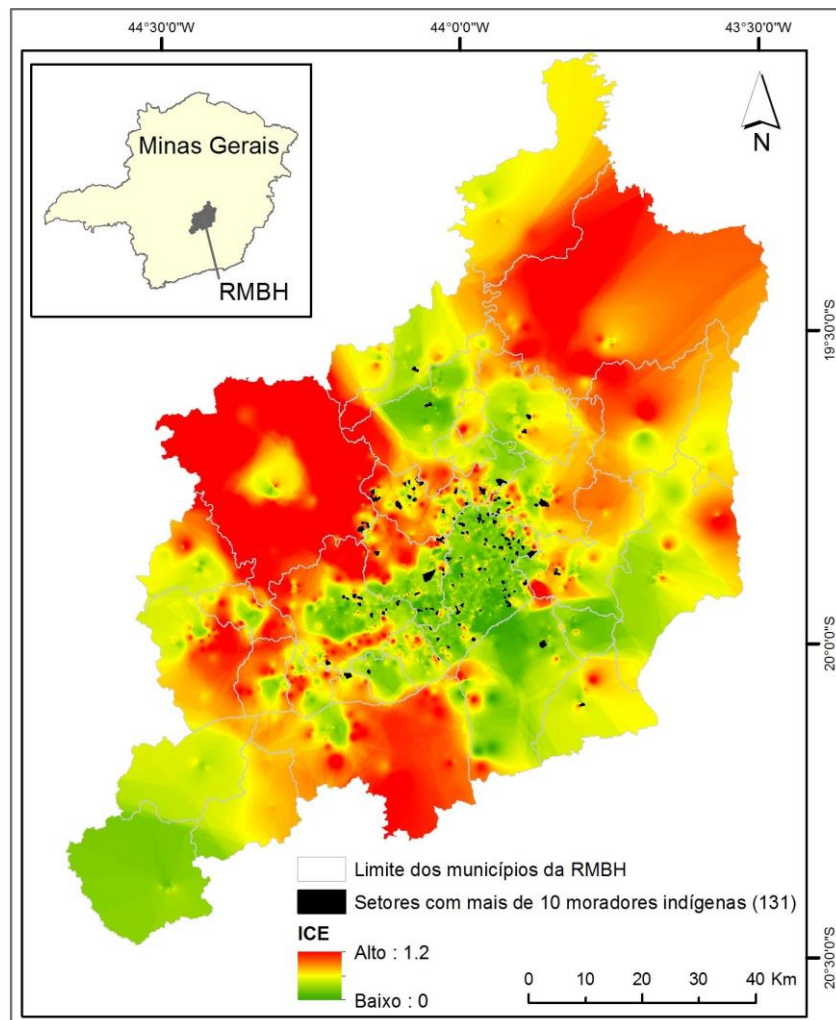 44°30'0"W 44°0'0"W 43°30'0"W
Minas Gerais
RMBH
N
19°30'0"S
20°0'0"S
20°30'0"S
Limite dos municípios da RMBH
Setores com mais de 10 moradores indígenas (131)
ICE
Alto : 1.2
Baixo : 0
0 10 20 30 40 Km